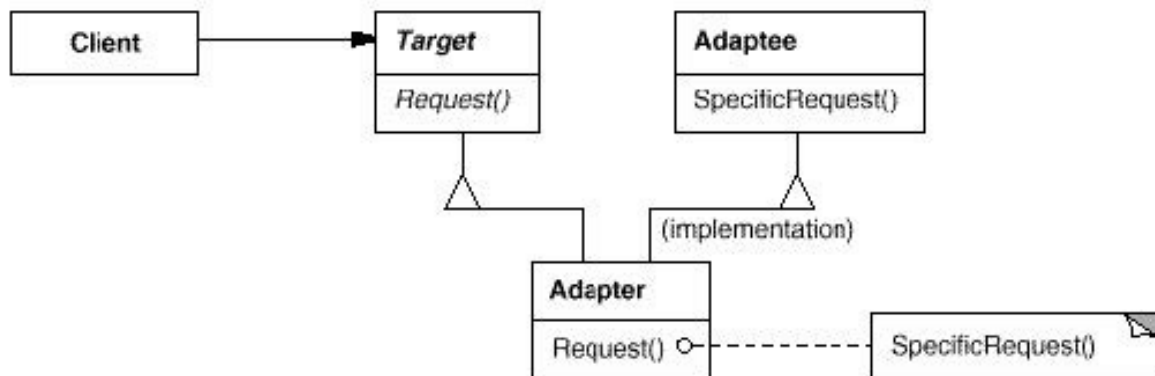 Client
Target
Adaptee
Request()
SpecificRequest()
(implementation)
Adapter
Request()
SpecificRequest()